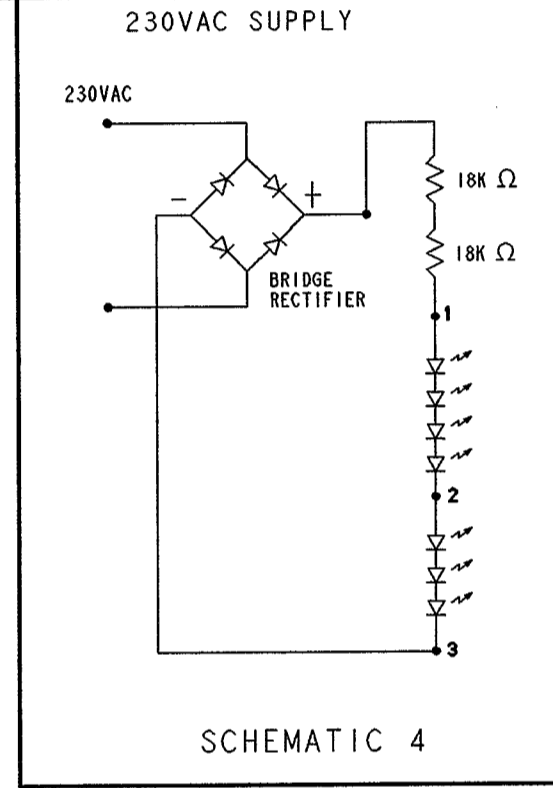 230VAC SUPPLY
230VAC
-
+
18K Ω
18K Ω
BRIDGE
RECTIFIER
1
2
3
SCHEMATIC 4